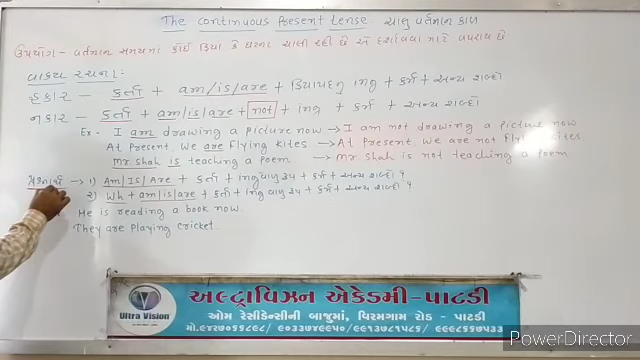 The continuous Present tense ચાલુ વર્તમાન કાળ
ઉપયોગ - વર્તમાન સમયમાં કોઈ ક્રિયા કે ઘટના ચાલી રહી છે એ દર્શાવવા માટે વપરાય છે
વાક્ય રચના:
હકાર - કર્તા + am/is/are + ક્રિયાપદનું ing + કર્મ + અન્ય શબ્દો
નકાર - કર્તા + am/is/are + not + ing + કર્મ + અન્ય શબ્દો
Ex - I am drawing a picture now → I am not drawing a picture now
At Present. We are Flying kites → At Present. We are not Flying kites
Mr. shah is teaching a poem → Mr. shah is not teaching a poem
પ્રશ્નાર્થ → 1) Am/Is/Are + કર્તા + ing વાળુ રૂપ + કર્મ + અન્ય શબ્દો ?
2) Wh + am/is/are + કર્તા + ing વાળુ રૂપ + કર્મ + અન્ય શબ્દો ?
He is reading a book now.
They are playing cricket.
અલ્ટ્રાવિઝન એકેડમી - પાટડી
Ultra Vision
ઓમ રેસીડેન્સીની બાજુમાં, વિરમગામ રોડ - પાટડી
PowerDirector